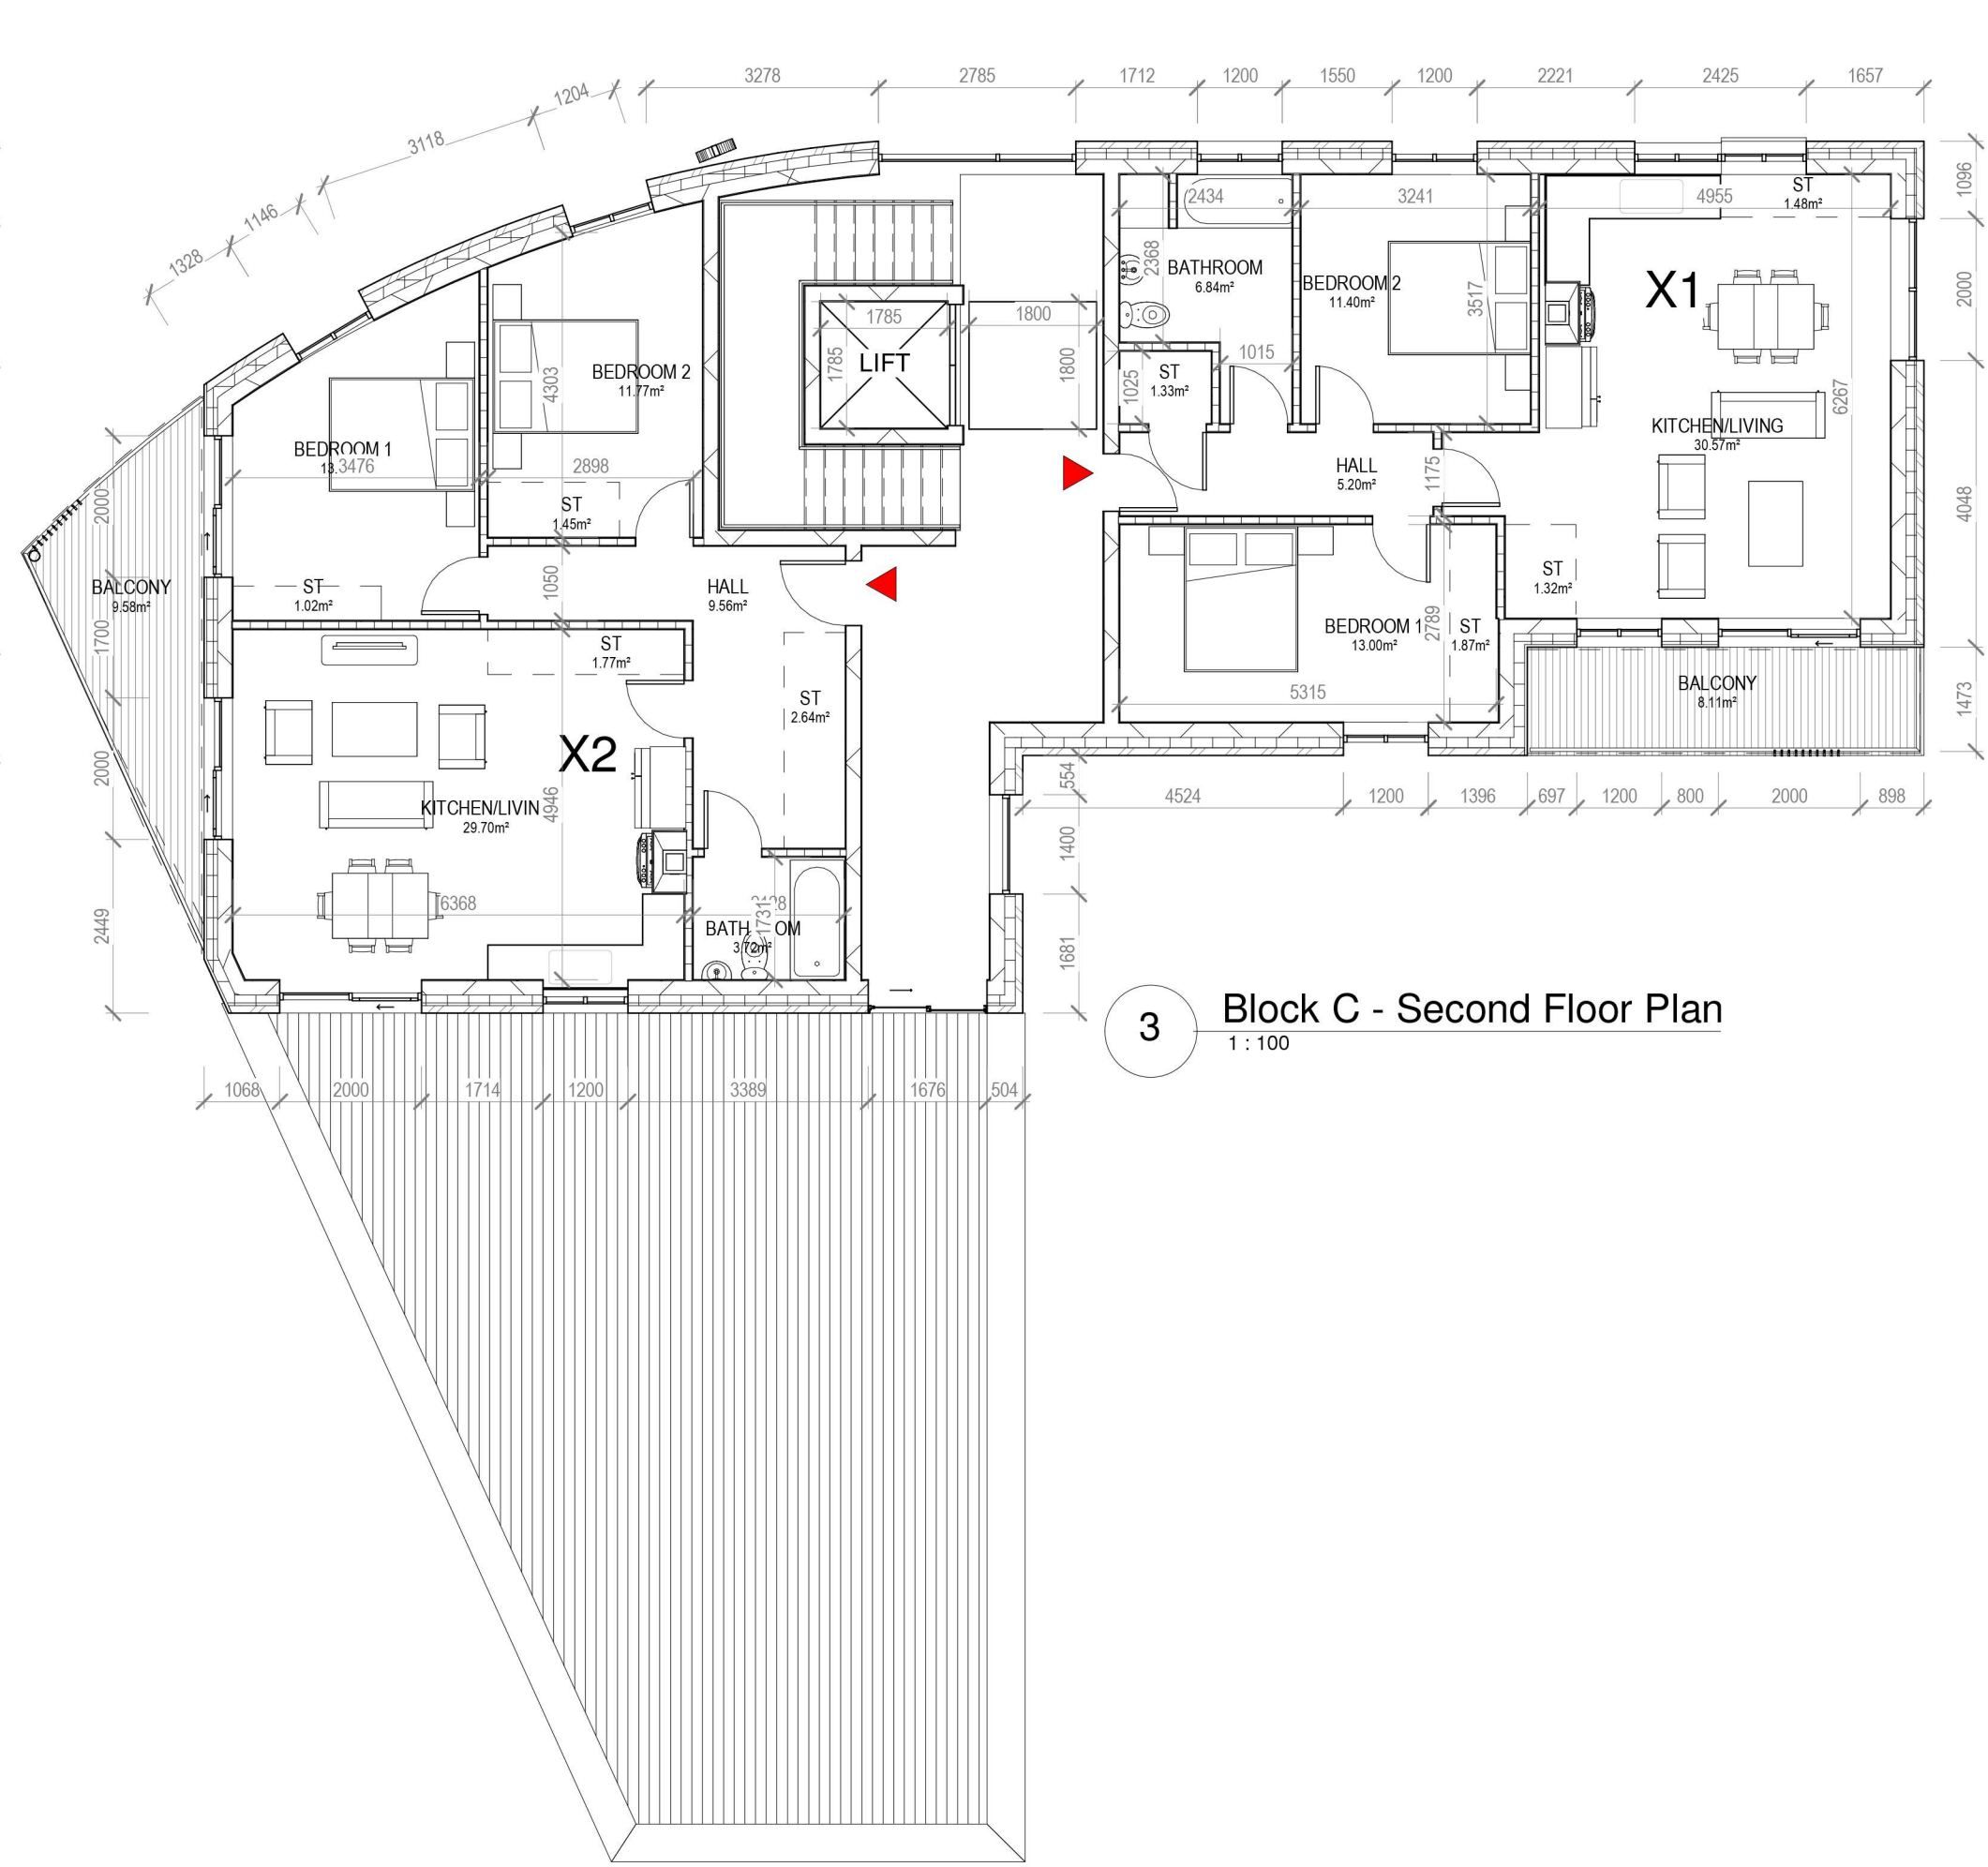 3278
2785
1712
1200
1550
1200
2221
2425
1657
1204
3118
1146
1328
1096
2000
4048
1473
ST
1.48m²
2434
3241
4955
2368
BATHROOM
6.84m²
BEDROOM 2
11.40m²
3517
X1
1785
1785
LIFT
1800
1800
1015
1025
ST
1.33m²
6267
KITCHEN/LIVING
30.57m²
HALL
5.20m²
1175
4303
BEDROOM 2
11.77m²
BEDROOM 1
3476
2898
ST
1.45m²
2000
BALCONY
9.58m²
1700
2000
2449
ST
1.02m²
1050
HALL
9.56m²
ST
1.32m²
BEDROOM 1
13.00m²
2789
ST
1.87m²
5315
BALCONY
8.11m²
ST
1.77m²
ST
2.64m²
X2
4946
KITCHEN/LIVIN
29.70m²
6368
1731
3.72m²
554
1400
1681
4524
1200
1396
697
1200
800
2000
898
3
Block C - Second Floor Plan
1 : 100
1068
2000
1714
1200
3389
1676
504